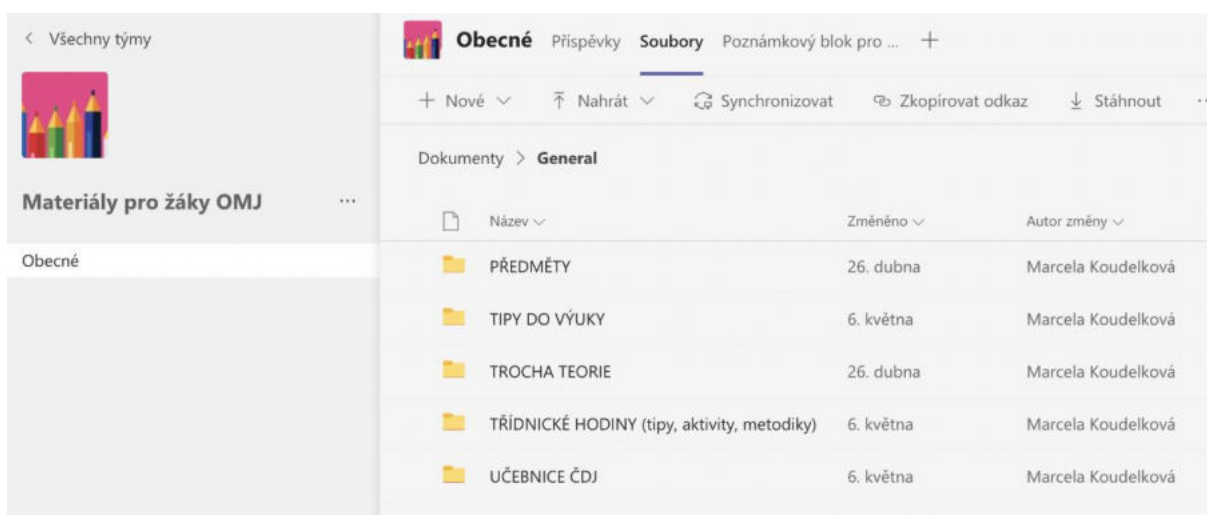 Všechny týmy
Materiály pro žáky OMJ ...
Obecné
Obecné Příspěvky Soubory Poznámkový blok pro ... +
+ Nové Nahrát Synchronizovat Zkopírovat odkaz Stáhnout
Dokumenty > General
Název Změněno Autor změny
PŘEDMĚTY 26. dubna Marcela Koudelková
TIPY DO VÝUKY 6. května Marcela Koudelková
TROCHA TEORIE 26. dubna Marcela Koudelková
TŘÍDNICKÉ HODINY (tipy, aktivity, metodiky) 6. května Marcela Koudelková
UČEBNICE ČDJ 6. května Marcela Koudelková